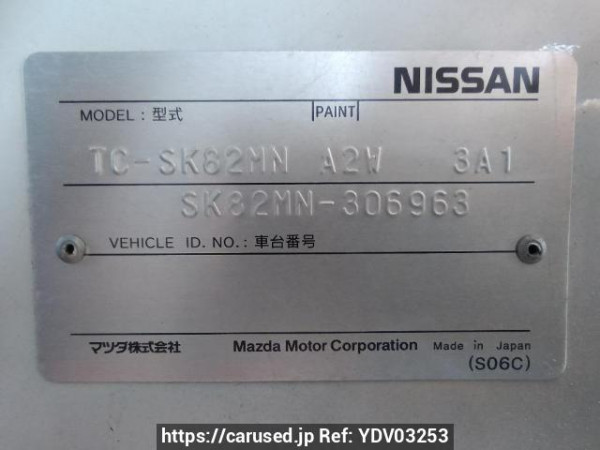 NISSAN
MODEL : 型式 PAINT
TC-SK82MN A2W 3A1
SK82MN-306963
VEHICLE ID. NO. : 車台番号
マツダ株式会社 Mazda Motor Corporation Made in Japan
(S06C)
https://carused.jp Ref: YDV03253